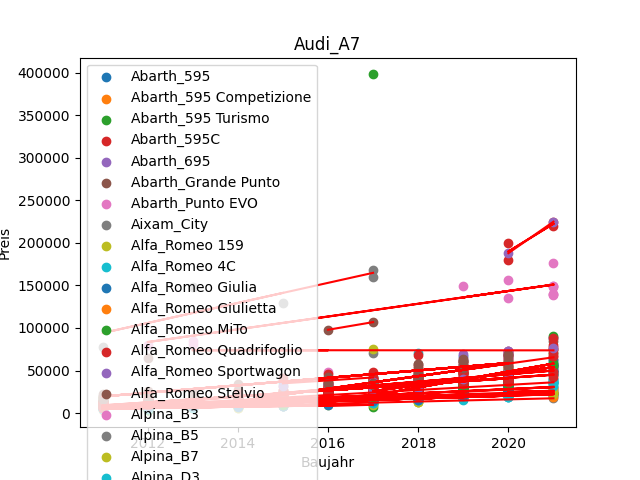 Audi_A7
400000
350000
300000
250000
200000
150000
100000
50000
0
Preis
Abarth_595
Abarth_595 Competizione
Abarth_595 Turismo
Abarth_595C
Abarth_695
Abarth_Grande Punto
Abarth_Punto EVO
Aixam_City
Alfa_Romeo 159
Alfa_Romeo 4C
Alfa_Romeo Giulia
Alfa_Romeo Giulietta
Alfa_Romeo MiTo
Alfa_Romeo Quadrifoglio
Alfa_Romeo Sportwagon
Alfa_Romeo Stelvio
Alpina_B3
Alpina_B5
Alpina_B7
Alpina_D3
2012 2014 2016 2018 2020
Baujahr